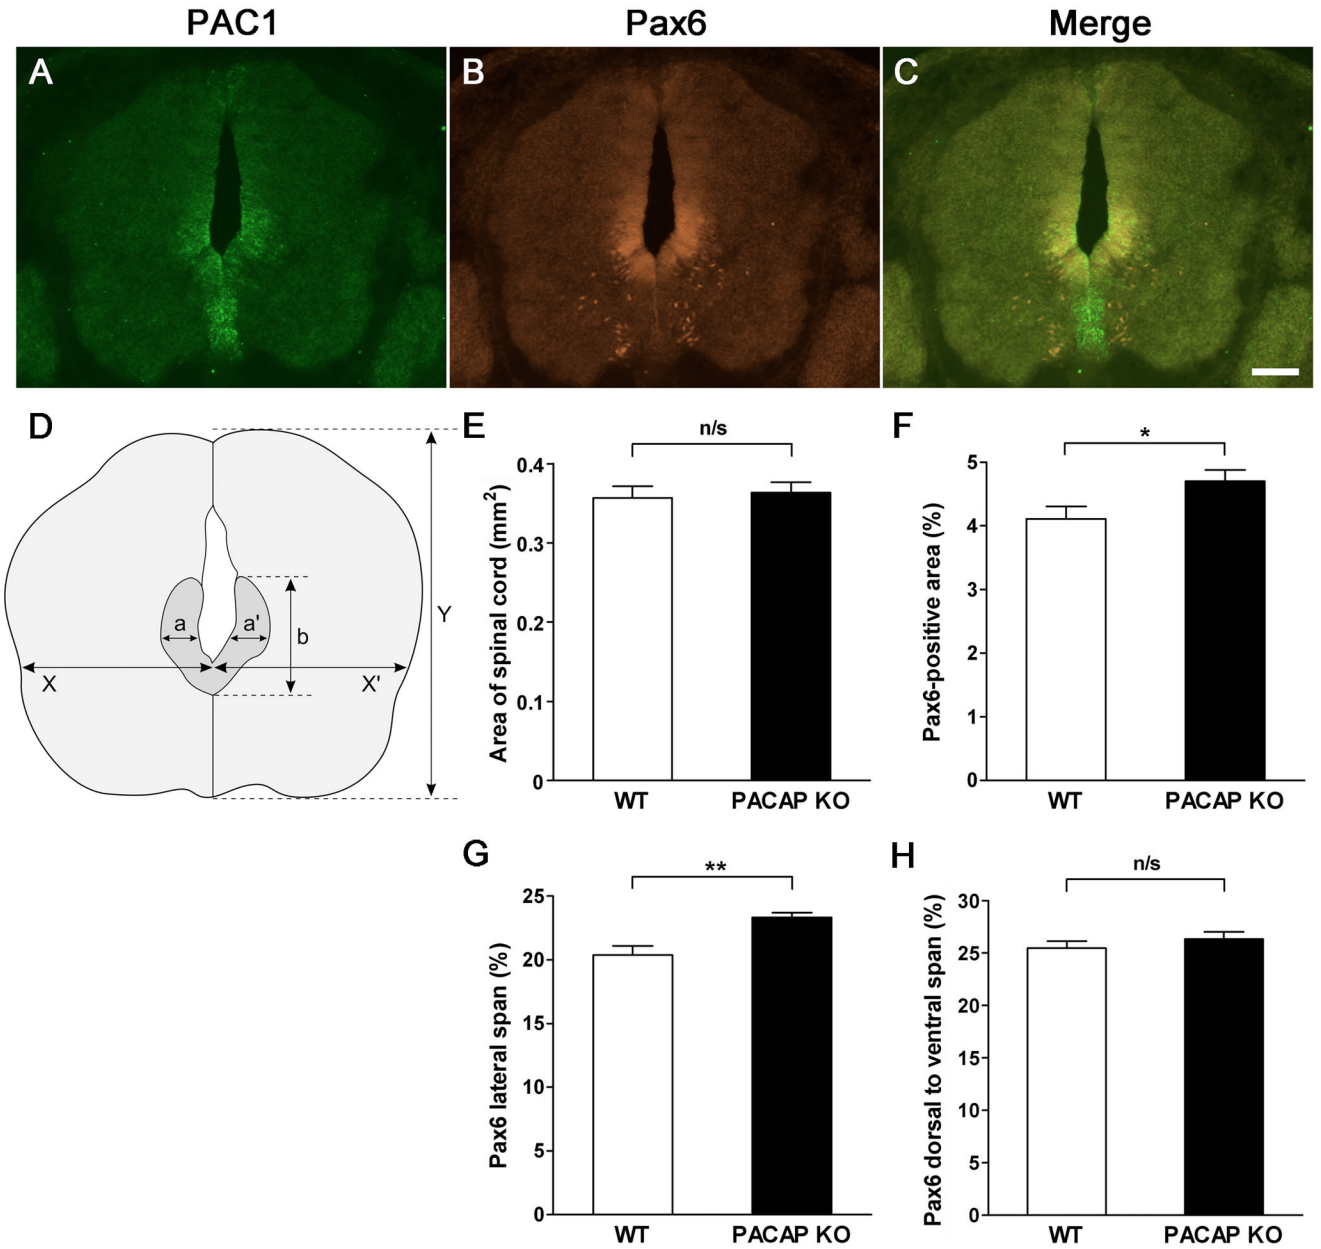 PAC1 Pax6 Merge
A B C
D
a a' b Y
X X'
E
n/s
Area of spinal cord (mm2)
0.4
0.3
0.2
0.1
0
WT PACAP KO
F
*
Pax6-positive area (%)
5
4
3
2
1
0
WT PACAP KO
G
**
Pax6 lateral span (%)
25
20
15
10
5
0
WT PACAP KO
H
n/s
Pax6 dorsal to ventral span (%)
30
25
20
15
10
5
0
WT PACAP KO